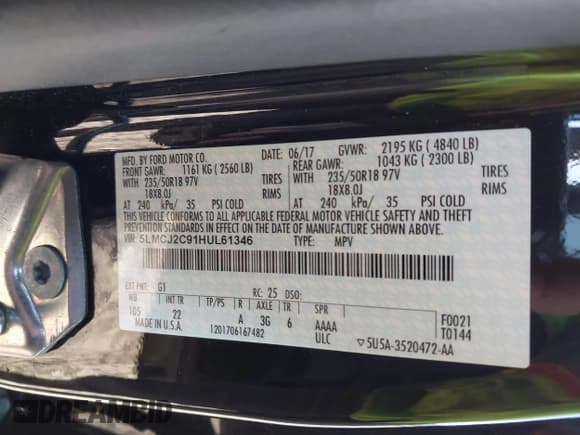 MFD. BY FORD MOTOR CO.
DATE: 06/17 GVWR: 2195 KG ( 4840 LB)
FRONT GAWR: 1161 KG ( 2560 LB) REAR GAWR: 1043 KG ( 2300 LB)
WITH 235/50R18 97V TIRES WITH 235/50R18 97V TIRES
18X8.0J RIMS 18X8.0J RIMS
AT 240 kPa/ 35 PSI COLD AT 240 kPa/ 35 PSI COLD
THIS VEHICLE CONFORMS TO ALL APPLICABLE FEDERAL MOTOR VEHICLE SAFETY AND THEFT
PREVENTION STANDARDS IN EFFECT ON THE DATE OF MANUFACTURE SHOWN ABOVE.
VIN: 5LMCJ2C91HUL61346 TYPE: MPV
EXT PNT: G1 RC: 25 DSO:
WB INT TR TP/PS R AXLE TR SPR
105 22 A 3G 6 AAAA F0021
MADE IN U.S.A. 1201706167482 ULC T0144
▽5U5A-3520472-AA
DREAMBID